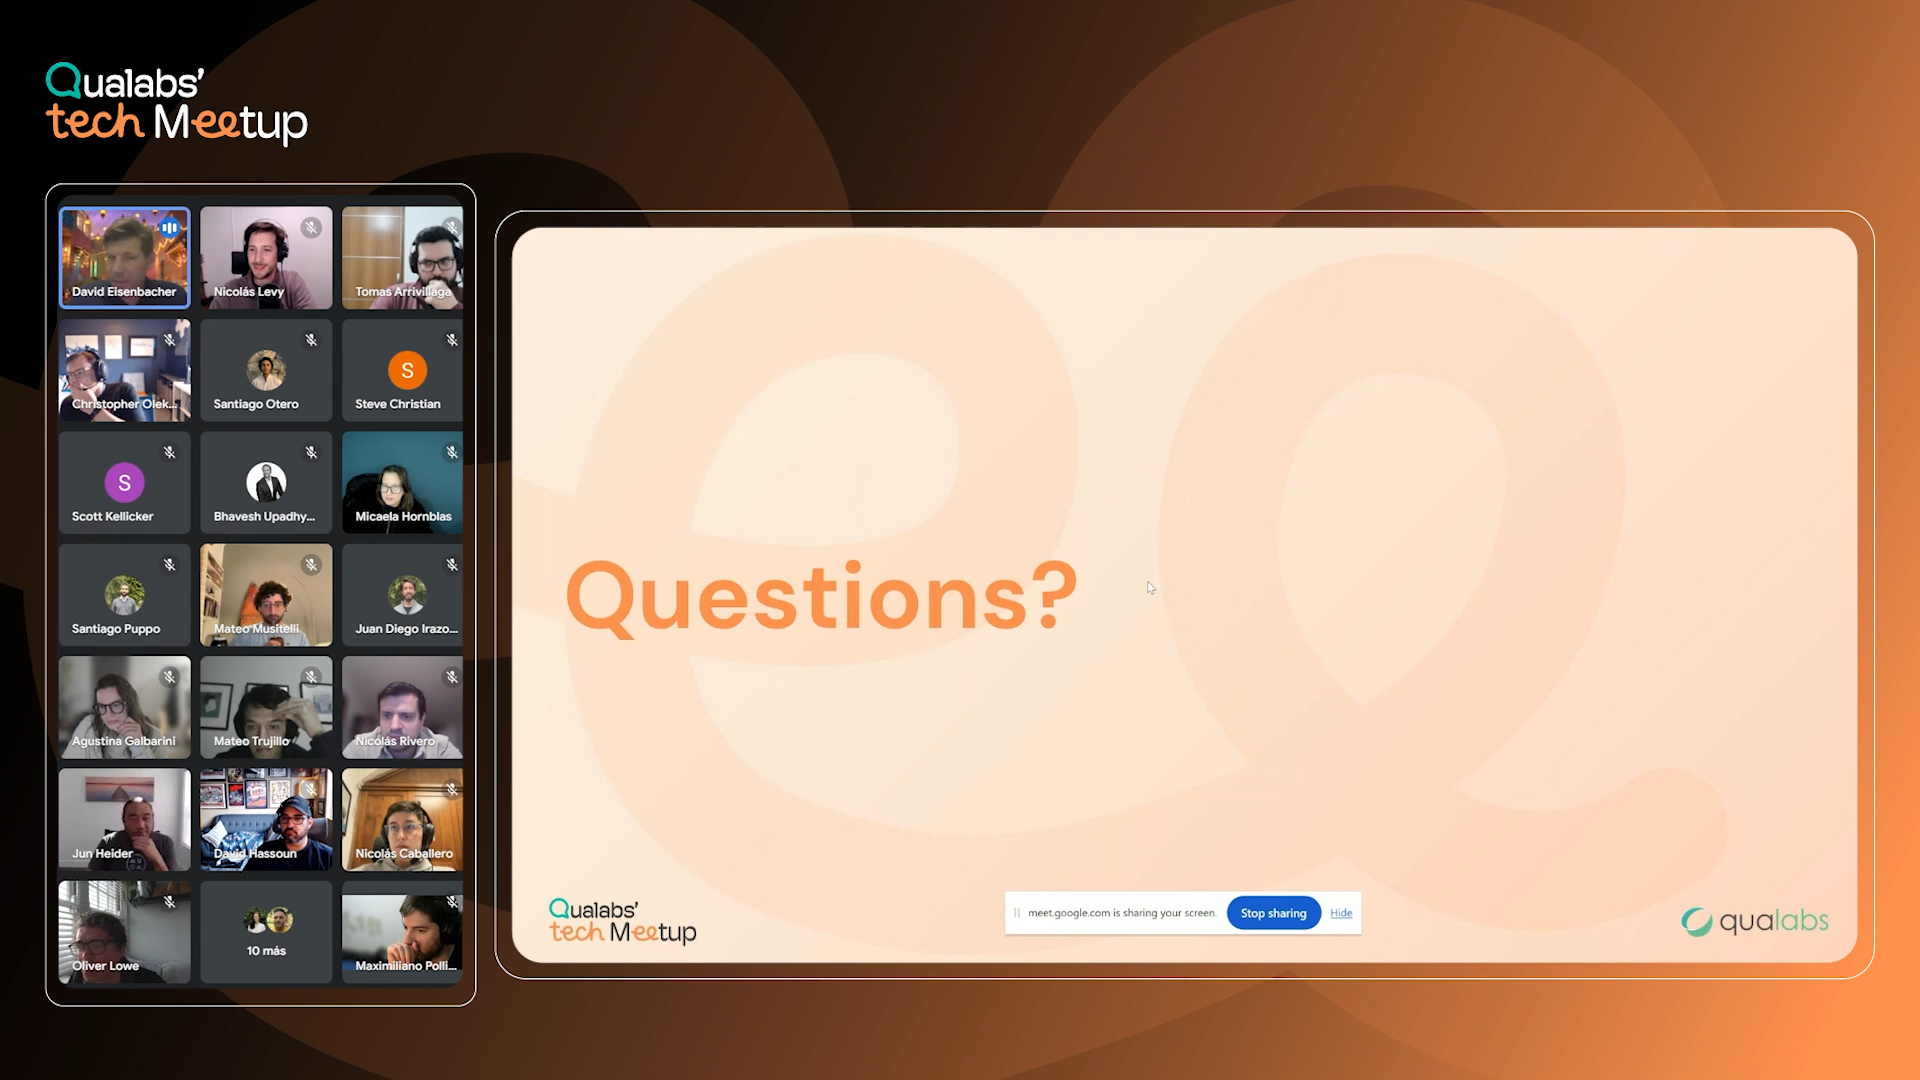 Qualabs'
tech Meetup
David Eisenbacher
Nicolás Levy
Tomas Arrivillaga
Christopher Olek...
Santiago Otero
S
Steve Christian
S
Scott Kellicker
Bhavesh Upadhy...
Micaela Hornblas
Santiago Puppo
Mateo Musitelli
Juan Diego Irazo...
Agustina Galbarini
Mateo Trujillo
Nicolás Rivero
Jun Heider
David Hassoun
Nicolás Caballero
Oliver Lowe
10 más
Maximiliano Polli...
Questions?
Qualabs'
tech Meetup
meet.google.com is sharing your screen.
Stop sharing
Hide
qualabs